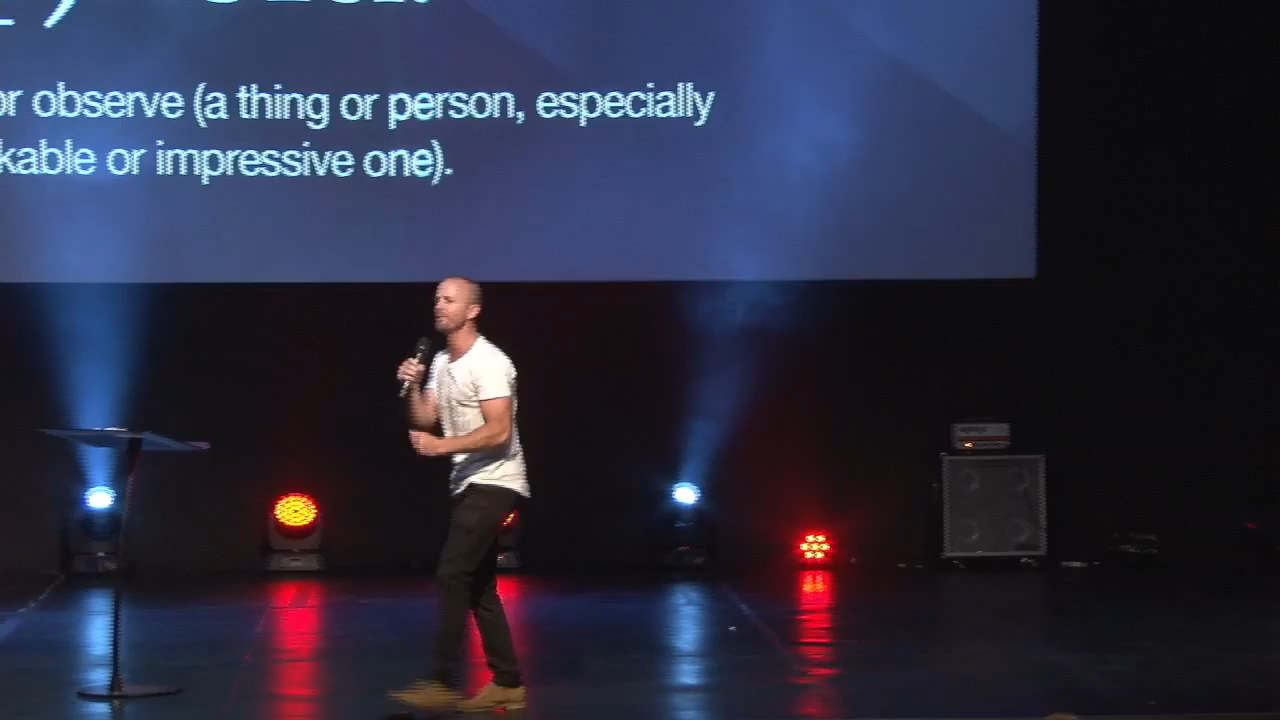 or observe (a thing or person, especially
kable or impressive one).